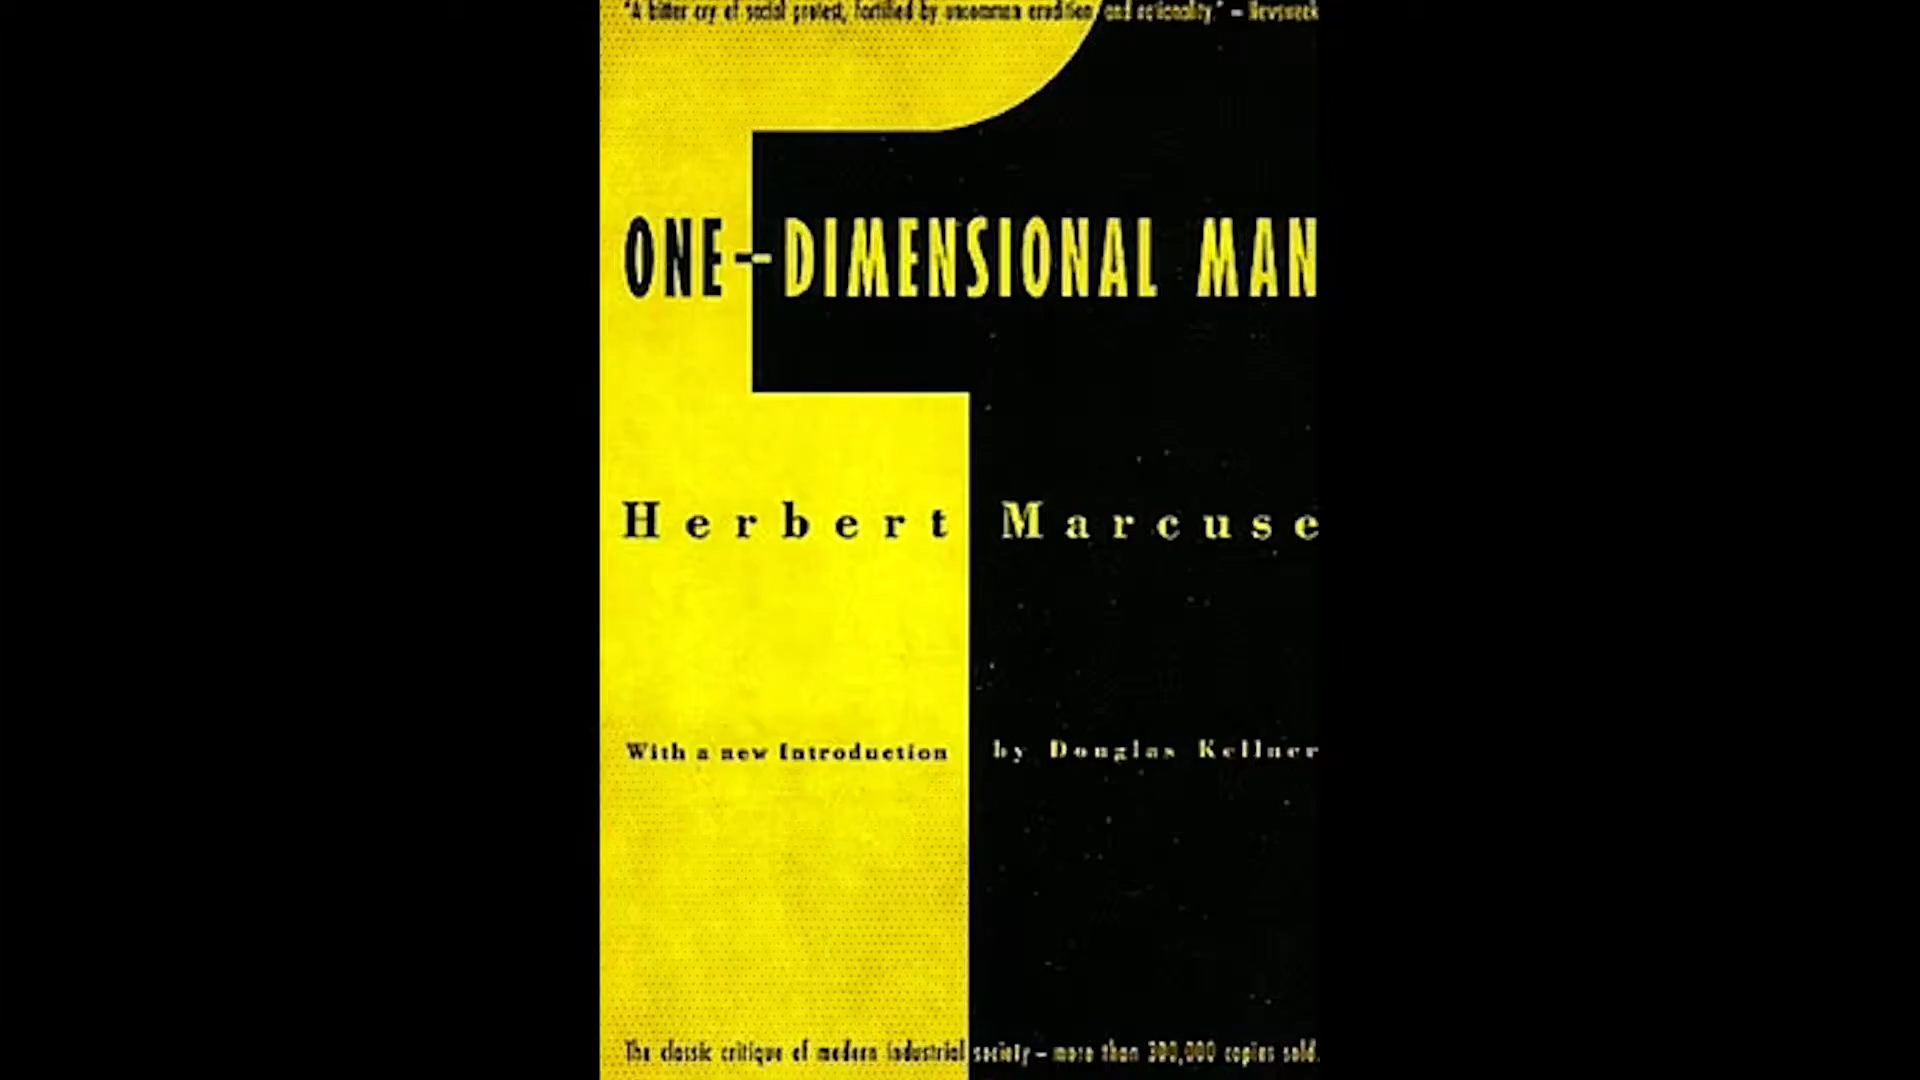 "A bitter cry of social protest, fortified by uncommon erudition and rationality." – Newsweek
ONE-DIMENSIONAL MAN
Herbert Marcuse
With a new Introduction by Douglas Kellner
The classic critique of modern industrial society – more than 300,000 copies sold.